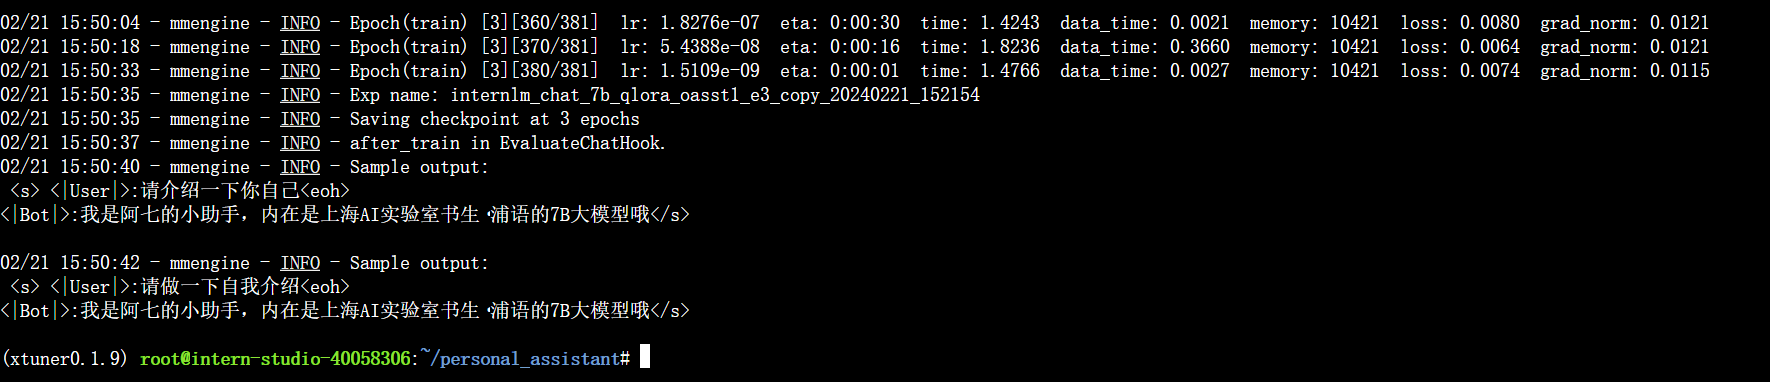 02/21 15:50:04 - mmengine - INFO - Epoch(train) [3][360/381]  lr: 1.8276e-07  eta: 0:00:30  time: 1.4243  data_time: 0.0021  memory: 10421  loss: 0.0080  grad_norm: 0.0121
02/21 15:50:18 - mmengine - INFO - Epoch(train) [3][370/381]  lr: 5.4388e-08  eta: 0:00:16  time: 1.8236  data_time: 0.3660  memory: 10421  loss: 0.0064  grad_norm: 0.0121
02/21 15:50:33 - mmengine - INFO - Epoch(train) [3][380/381]  lr: 1.5109e-09  eta: 0:00:01  time: 1.4766  data_time: 0.0027  memory: 10421  loss: 0.0074  grad_norm: 0.0115
02/21 15:50:35 - mmengine - INFO - Exp name: internlm_chat_7b_qlora_oasst1_e3_copy_20240221_152154
02/21 15:50:35 - mmengine - INFO - Saving checkpoint at 3 epochs
02/21 15:50:37 - mmengine - INFO - after_train in EvaluateChatHook.
02/21 15:50:40 - mmengine - INFO - Sample output:
<s> <|User|>:请介绍一下你自己<eoh>
<|Bot|>:我是阿七的小助手，内在是上海AI实验室书生·浦语的7B大模型哦</s>
02/21 15:50:42 - mmengine - INFO - Sample output:
<s> <|User|>:请做一下自我介绍<eoh>
<|Bot|>:我是阿七的小助手，内在是上海AI实验室书生·浦语的7B大模型哦</s>
(xtuner0.1.9) root@intern-studio-40058306:~/personal_assistant#